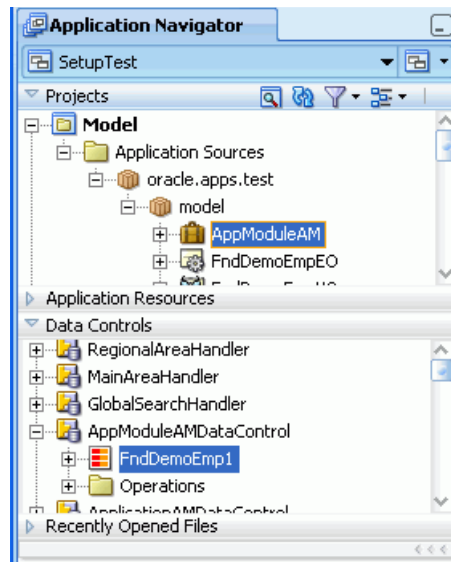 Application Navigator
SetupTest
Projects
Model
Application Sources
oracle.apps.test
model
AppModuleAM
FndDemoEmpEO
Application Resources
Data Controls
RegionalAreaHandler
MainAreaHandler
GlobalSearchHandler
AppModuleAMDataControl
FndDemoEmp1
Operations
ApplicationAMDataControl
Recently Opened Files